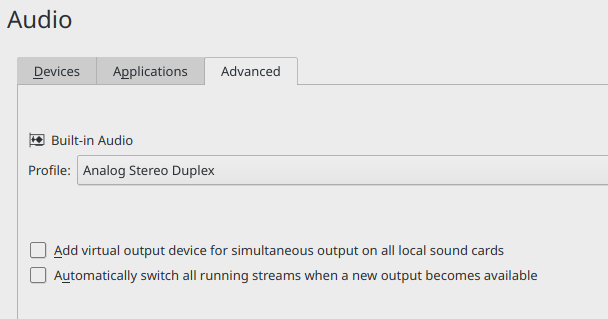 Audio
Devices Applications Advanced
Built-in Audio
Profile: Analog Stereo Duplex
Add virtual output device for simultaneous output on all local sound cards
Automatically switch all running streams when a new output becomes available